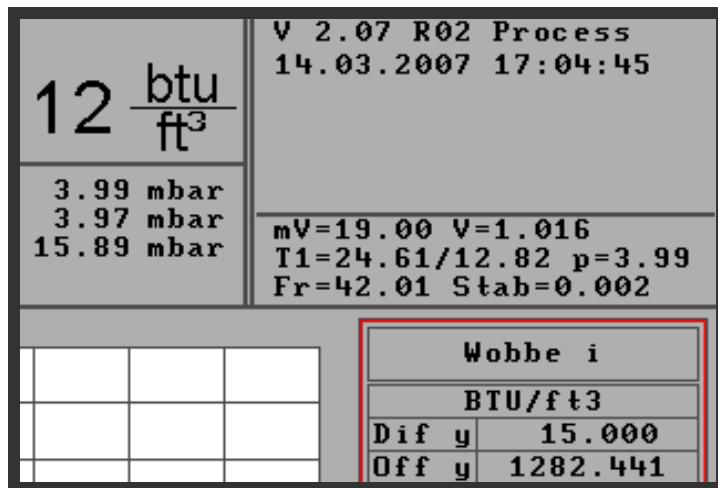 12 btu
ft³
3.99 mbar
3.97 mbar
15.89 mbar
V 2.07 R02 Process
14.03.2007 17:04:45
mV=19.00 V=1.016
T1=24.61/12.82 p=3.99
Fr=42.01 Stab=0.002
Wobbe i
BTU/ft3
Dif y 15.000
Off y 1282.441